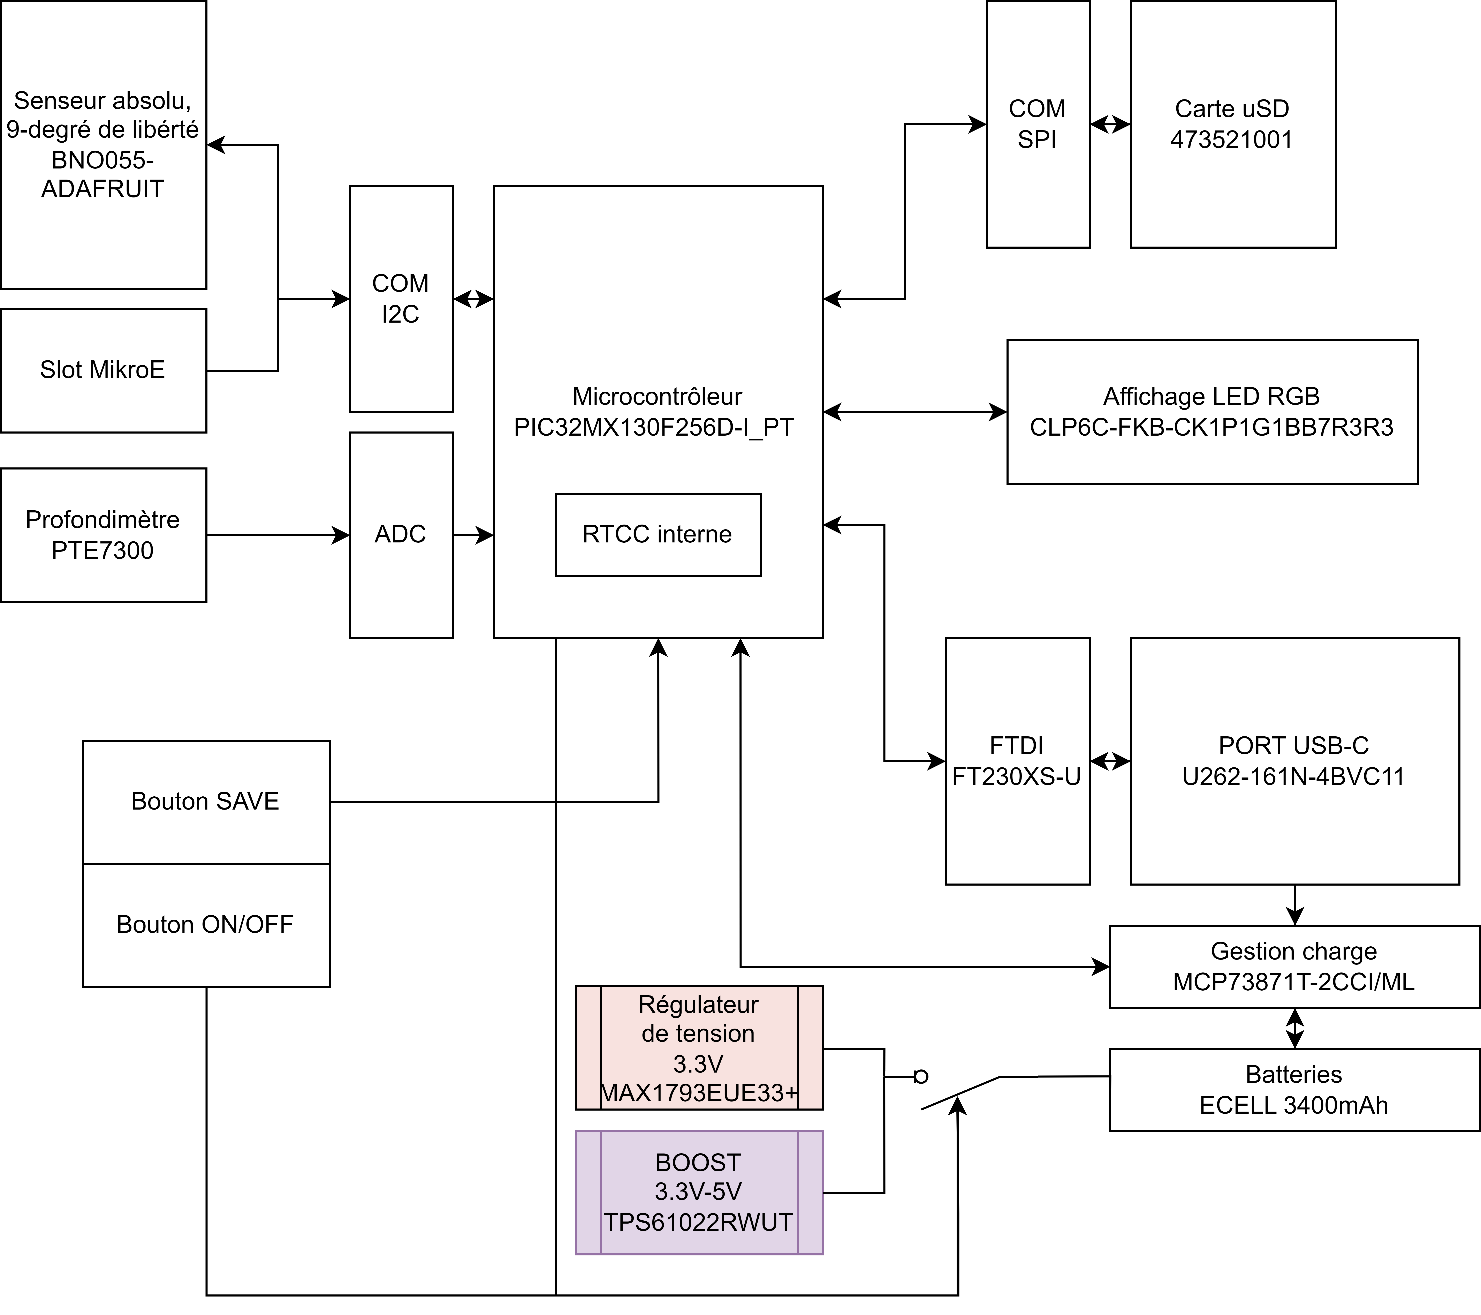 Senseur absolu,
9-degré de libérté
BNO055-
ADAFRUIT
Slot MikroE
Profondimètre
PTE7300
COM
I2C
ADC
Microcontrôleur
PIC32MX130F256D-I_PT
RTCC interne
COM
SPI
Carte uSD
473521001
Affichage LED RGB
CLP6C-FKB-CK1P1G1BB7R3R3
FTDI
FT230XS-U
PORT USB-C
U262-161N-4BVC11
Bouton SAVE
Bouton ON/OFF
Gestion charge
MCP73871T-2CCI/ML
Batteries
ECELL 3400mAh
Régulateur
de tension
3.3V
MAX1793EUE33+
BOOST
3.3V-5V
TPS61022RWUT